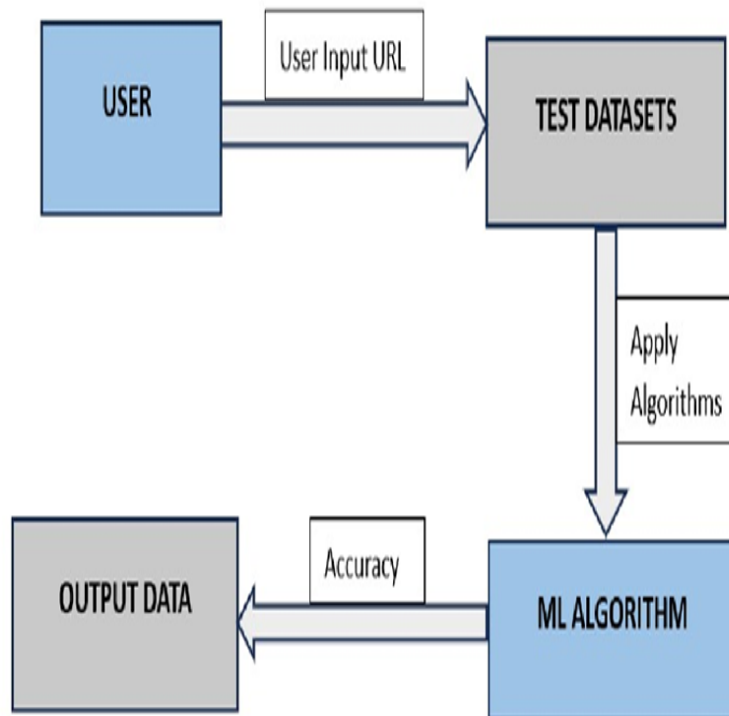 User Input URL
USER
TEST DATASETS
Apply
Algorithms
Accuracy
OUTPUT DATA
ML ALGORITHM